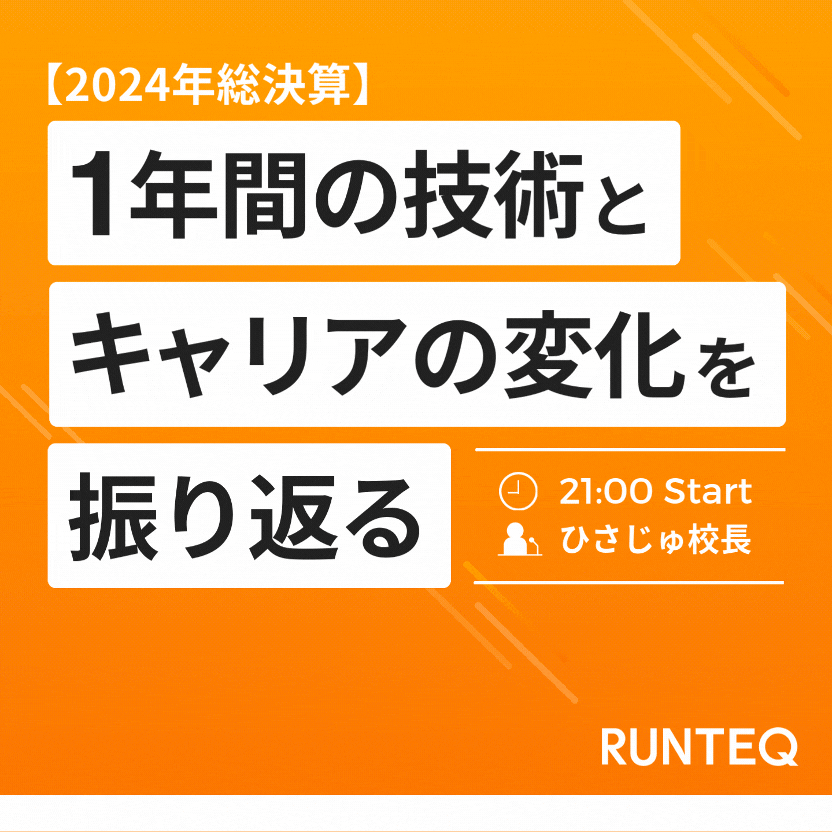 【2024年総決算】
1年間の技術と
キャリアの変化を
振り返る
21:00 Start
ひさじゅ校長
RUNTEQ